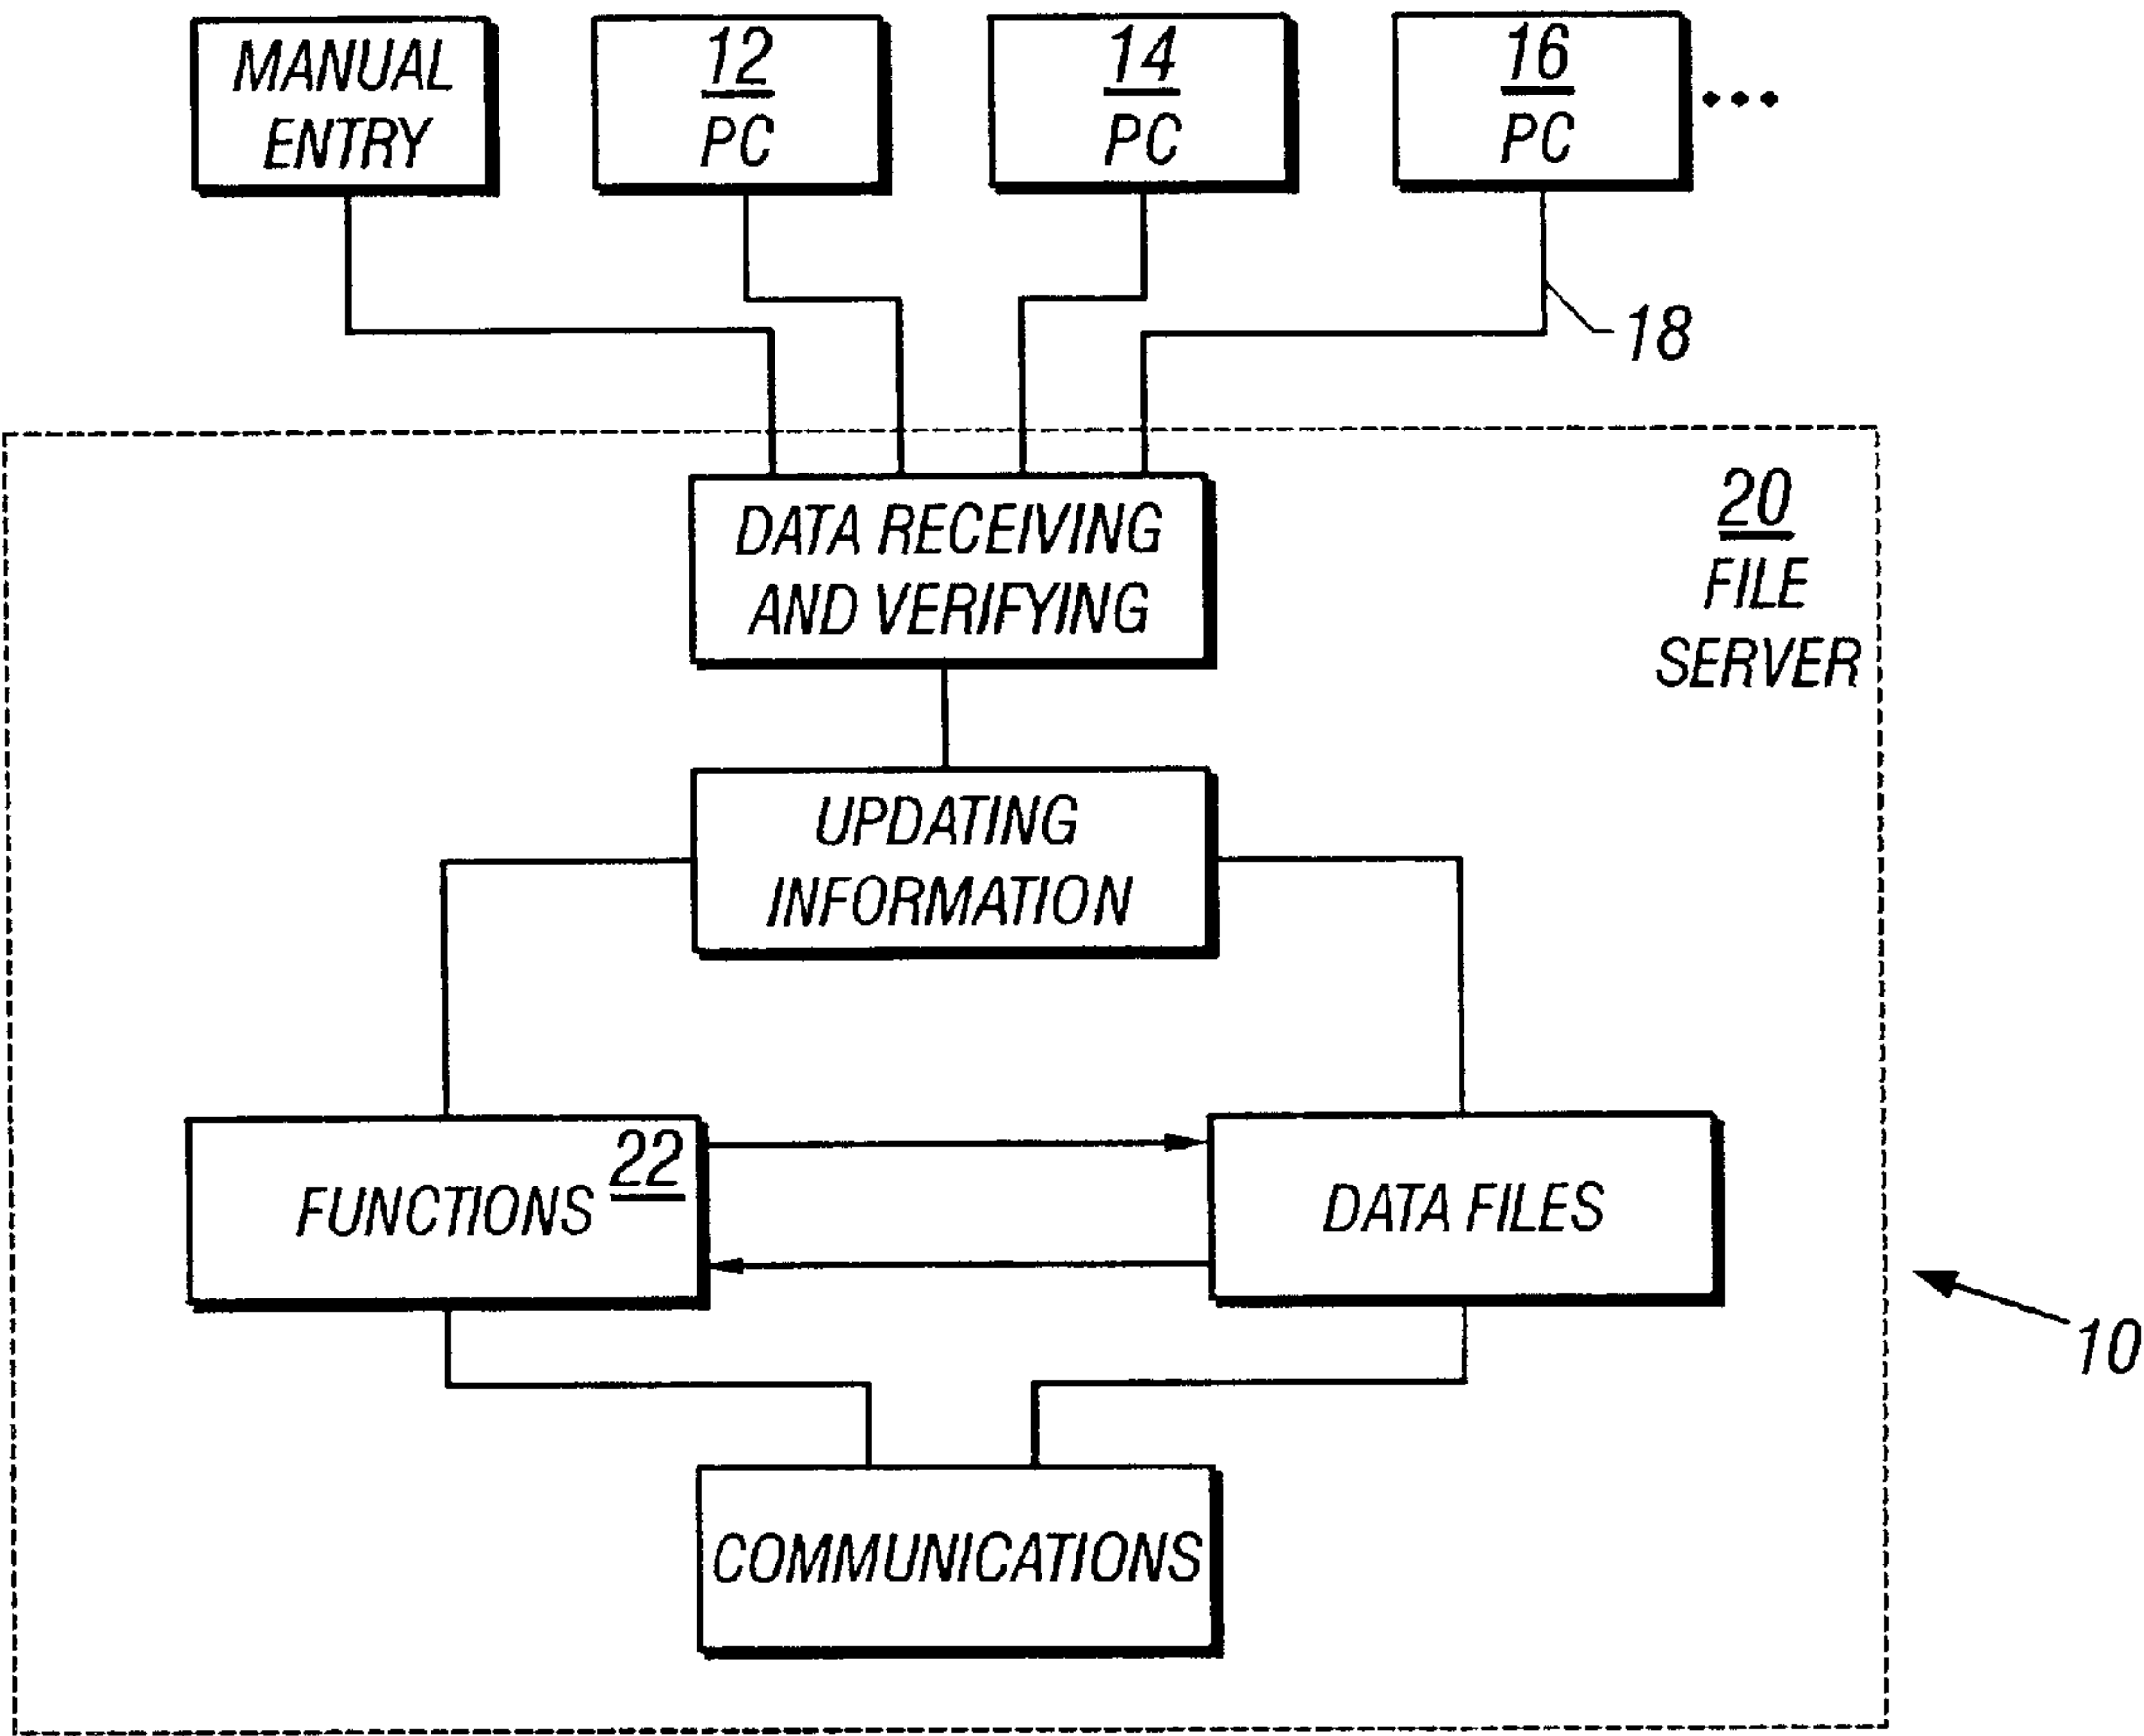 MANUAL
ENTRY
12
PC
14
PC
16
PC
•••
18
DATA RECEIVING
AND VERIFYING
20
FILE
SERVER
UPDATING
INFORMATION
FUNCTIONS
22
DATA FILES
10
COMMUNICATIONS